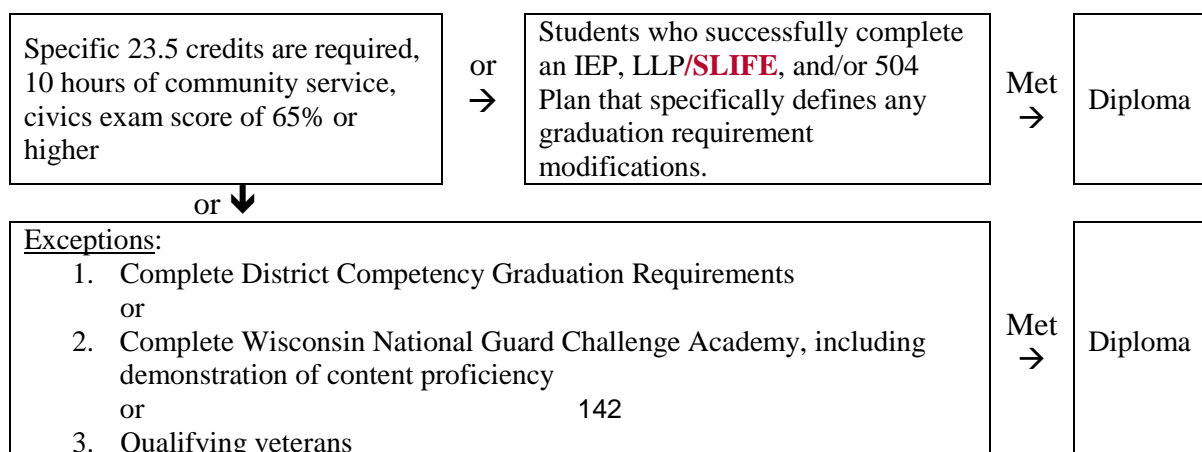 Specific 23.5 credits are required,
10 hours of community service,
civics exam score of 65% or
higher
or
→
Students who successfully complete
an IEP, LLP/SLIFE, and/or 504
Plan that specifically defines any
graduation requirement
modifications.
Met
→
Diploma
or 🡻
Exceptions:
1. Complete District Competency Graduation Requirements
or
2. Complete Wisconsin National Guard Challenge Academy, including
demonstration of content proficiency
or
142
3. Qualifying veterans
Met
→
Diploma